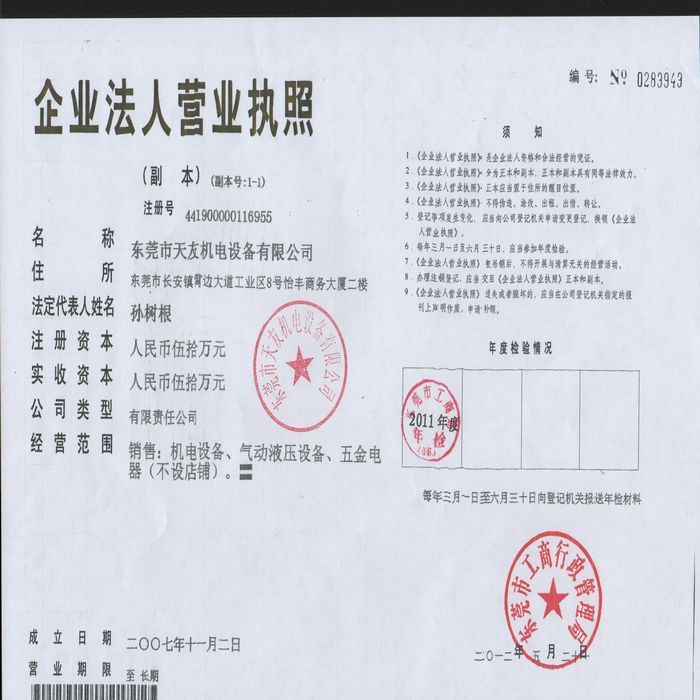 编号: Nº 0283943
企业法人营业执照
(副 本) (副本号:1-1)
注册号 441900000116955
名 称 东莞市天友机电设备有限公司
住 所 东莞市长安镇霄边大道工业区8号怡丰商务大厦二楼
法定代表人姓名 孙树根
注册资本 人民币伍拾万元
实收资本 人民币伍拾万元
公司类型 有限责任公司
经营范围 销售：机电设备、气动液压设备、五金电
器（不设店铺）。
东莞市天友机电设备有限公司
成立日期 二〇〇七年十一月二日
营业期限 至 长期
须 知
1.《企业法人营业执照》是企业法人资格和合法经营的凭证。
2.《企业法人营业执照》分为正本和副本，正本和副本具有同等法律效力。
3.《企业法人营业执照》正本应当置于住所的醒目位置。
4.《企业法人营业执照》不得伪造、涂改、出租、出借、转让。
5.登记事项发生变化，应当向公司登记机关申请变更登记，换领《企业法
人营业执照》。
6.每年三月一日至六月三十日，应当参加年度检验。
7.《企业法人营业执照》被吊销后，不得开展与清算无关的经营活动。
8.办理注销登记，应当交回《企业法人营业执照》正本和副本。
9.《企业法人营业执照》遗失或者毁坏的，应当在公司登记机关指定的报
刊上声明作废，申请补领。
年度检验情况
东莞市工商
2011年度
年检
每年三月一日至六月三十日向登记机关报送年检材料
东莞市工商行政管理局
二〇一二年 五 月 二十 日